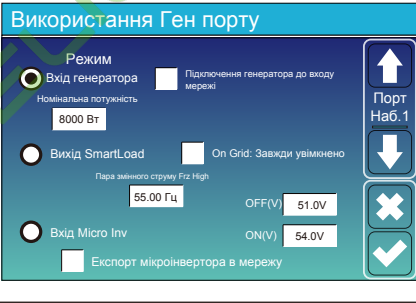 Використання Ген порту
Режим
Вхід генератора
Підключення генератора до входу
мережі
Номінальна потужність
8000 Вт
Порт
Наб.1
Вихід SmartLoad
On Grid: Завжди увімкнено
Пара змінного струму Frz High
55.00 Гц
OFF(V)
51.0V
Вхід Micro Inv
ON(V)
54.0V
Експорт мікроінвертора в мережу